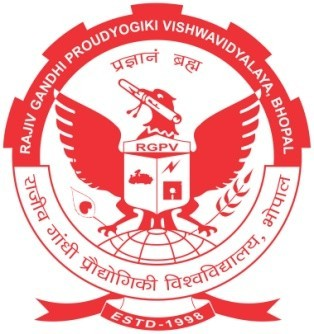 RAJIV GANDHI PROUDYOGIKI VISHWAVIDYALAYA, BHOPAL
प्रज्ञानं ब्रह्म
RGPV
राजीव गांधी प्रौद्योगिकी विश्वविद्यालय, भोपाल
ESTD-1998